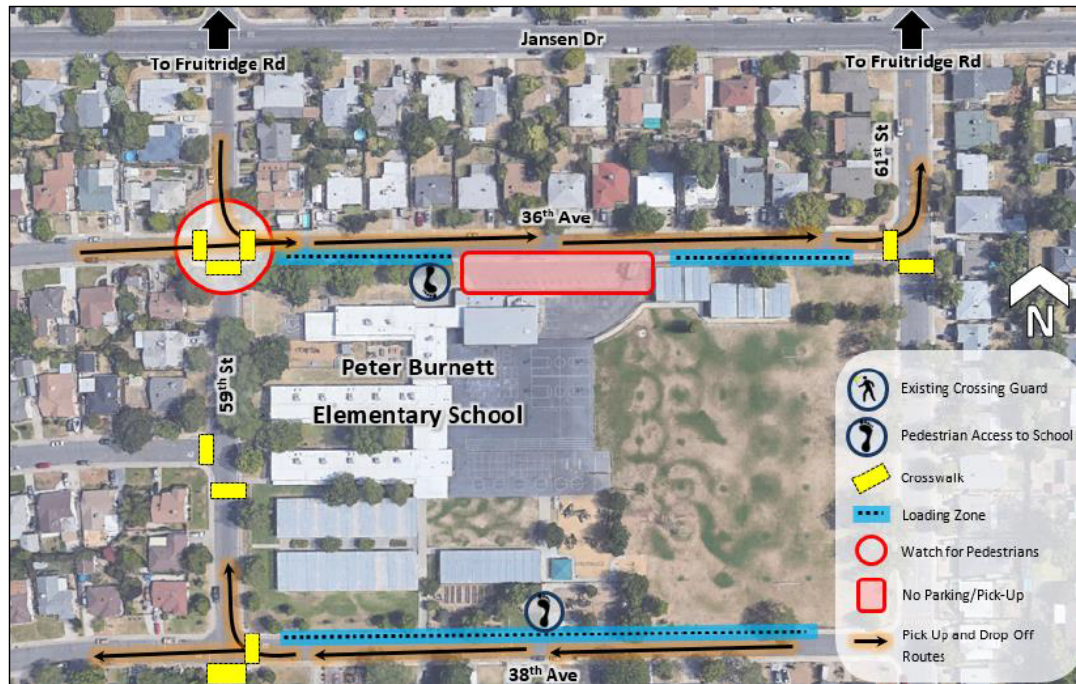 Jansen Dr
To Fruitridge Rd
To Fruitridge Rd
61st St
36th Ave
N
59th St
Peter Burnett
Elementary School
Existing Crossing Guard
Pedestrian Access to School
Crosswalk
Loading Zone
Watch for Pedestrians
No Parking/Pick-Up
Pick Up and Drop Off
Routes
38th Ave